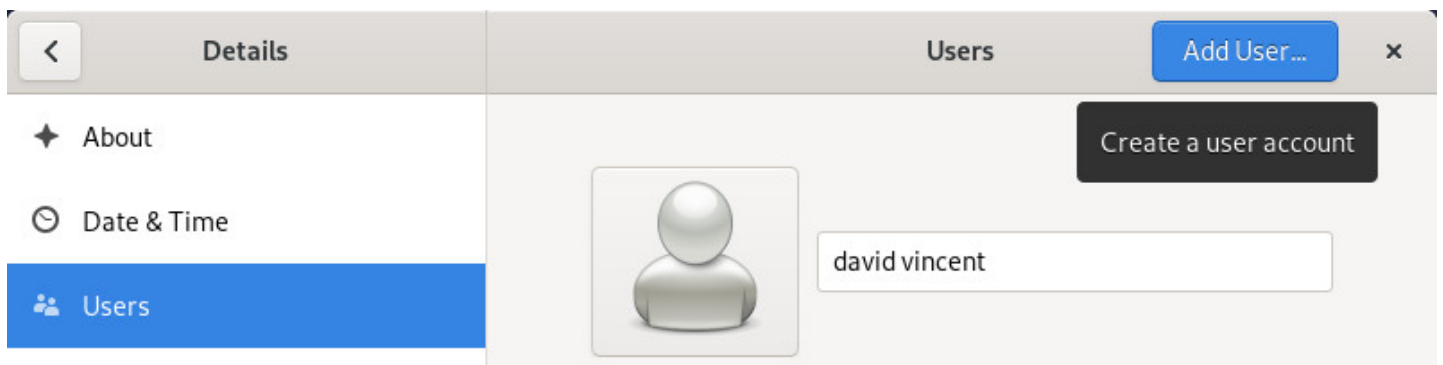 Details
Users
Add User...
About
Create a user account
Date & Time
david vincent
Users